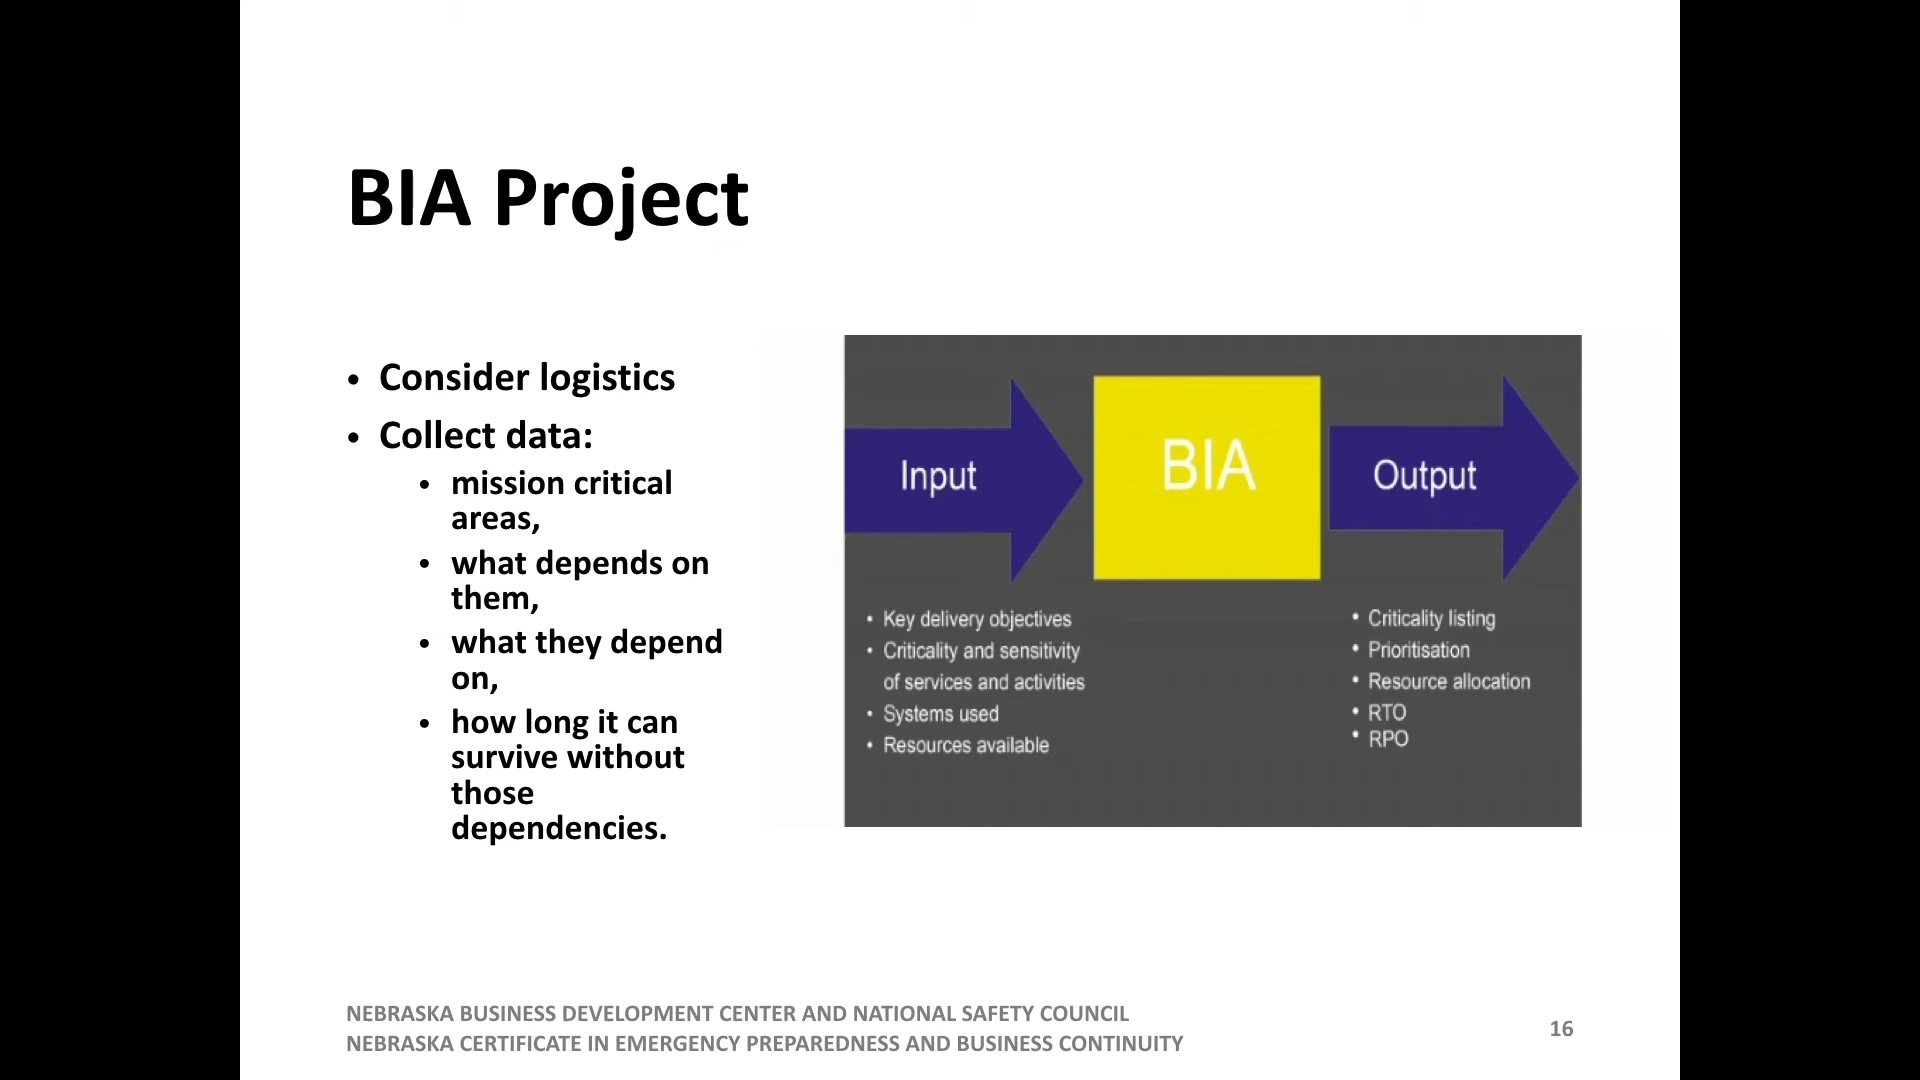 BIA Project
• Consider logistics
• Collect data:
• mission critical
areas,
• what depends on
them,
• what they depend
on,
• how long it can
survive without
those
dependencies.
Input
BIA
Output
• Key delivery objectives
• Criticality and sensitivity
of services and activities
• Systems used
• Resources available
• Criticality listing
• Prioritisation
• Resource allocation
• RTO
• RPO
NEBRASKA BUSINESS DEVELOPMENT CENTER AND NATIONAL SAFETY COUNCIL
NEBRASKA CERTIFICATE IN EMERGENCY PREPAREDNESS AND BUSINESS CONTINUITY
16